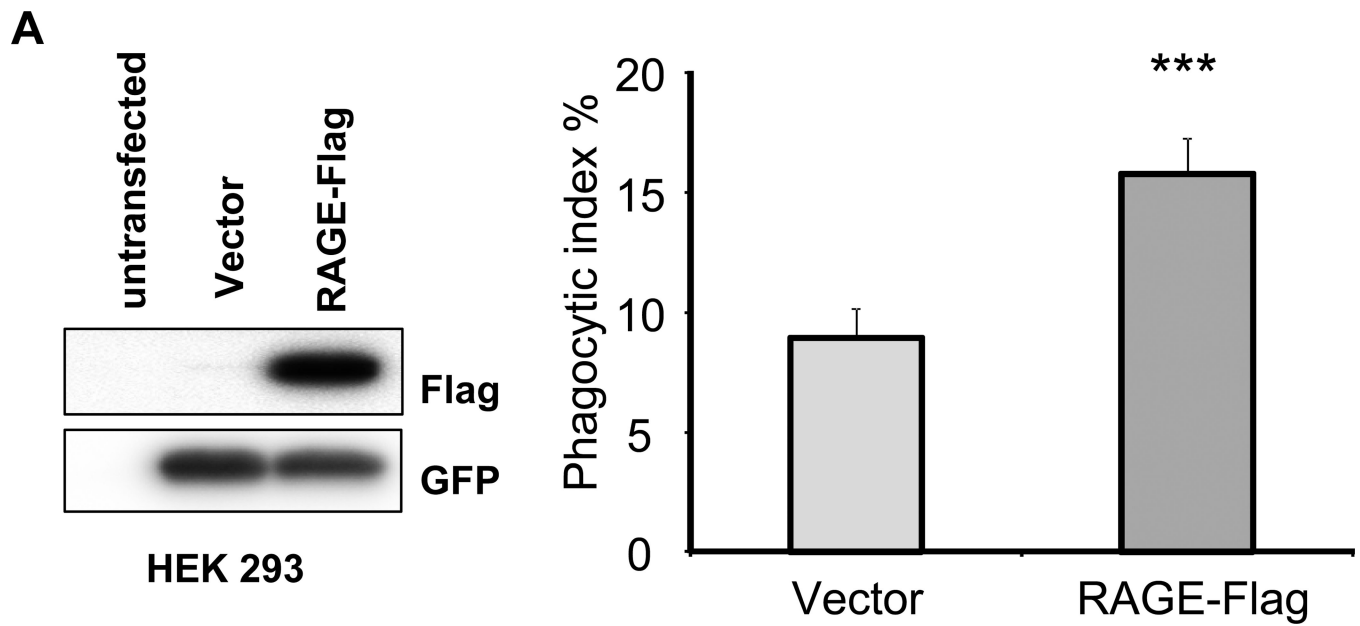 A
untransfected
Vector
RAGE-Flag
Flag
GFP
HEK 293
Phagocytic index %
20
15
10
5
0
***
Vector
RAGE-Flag